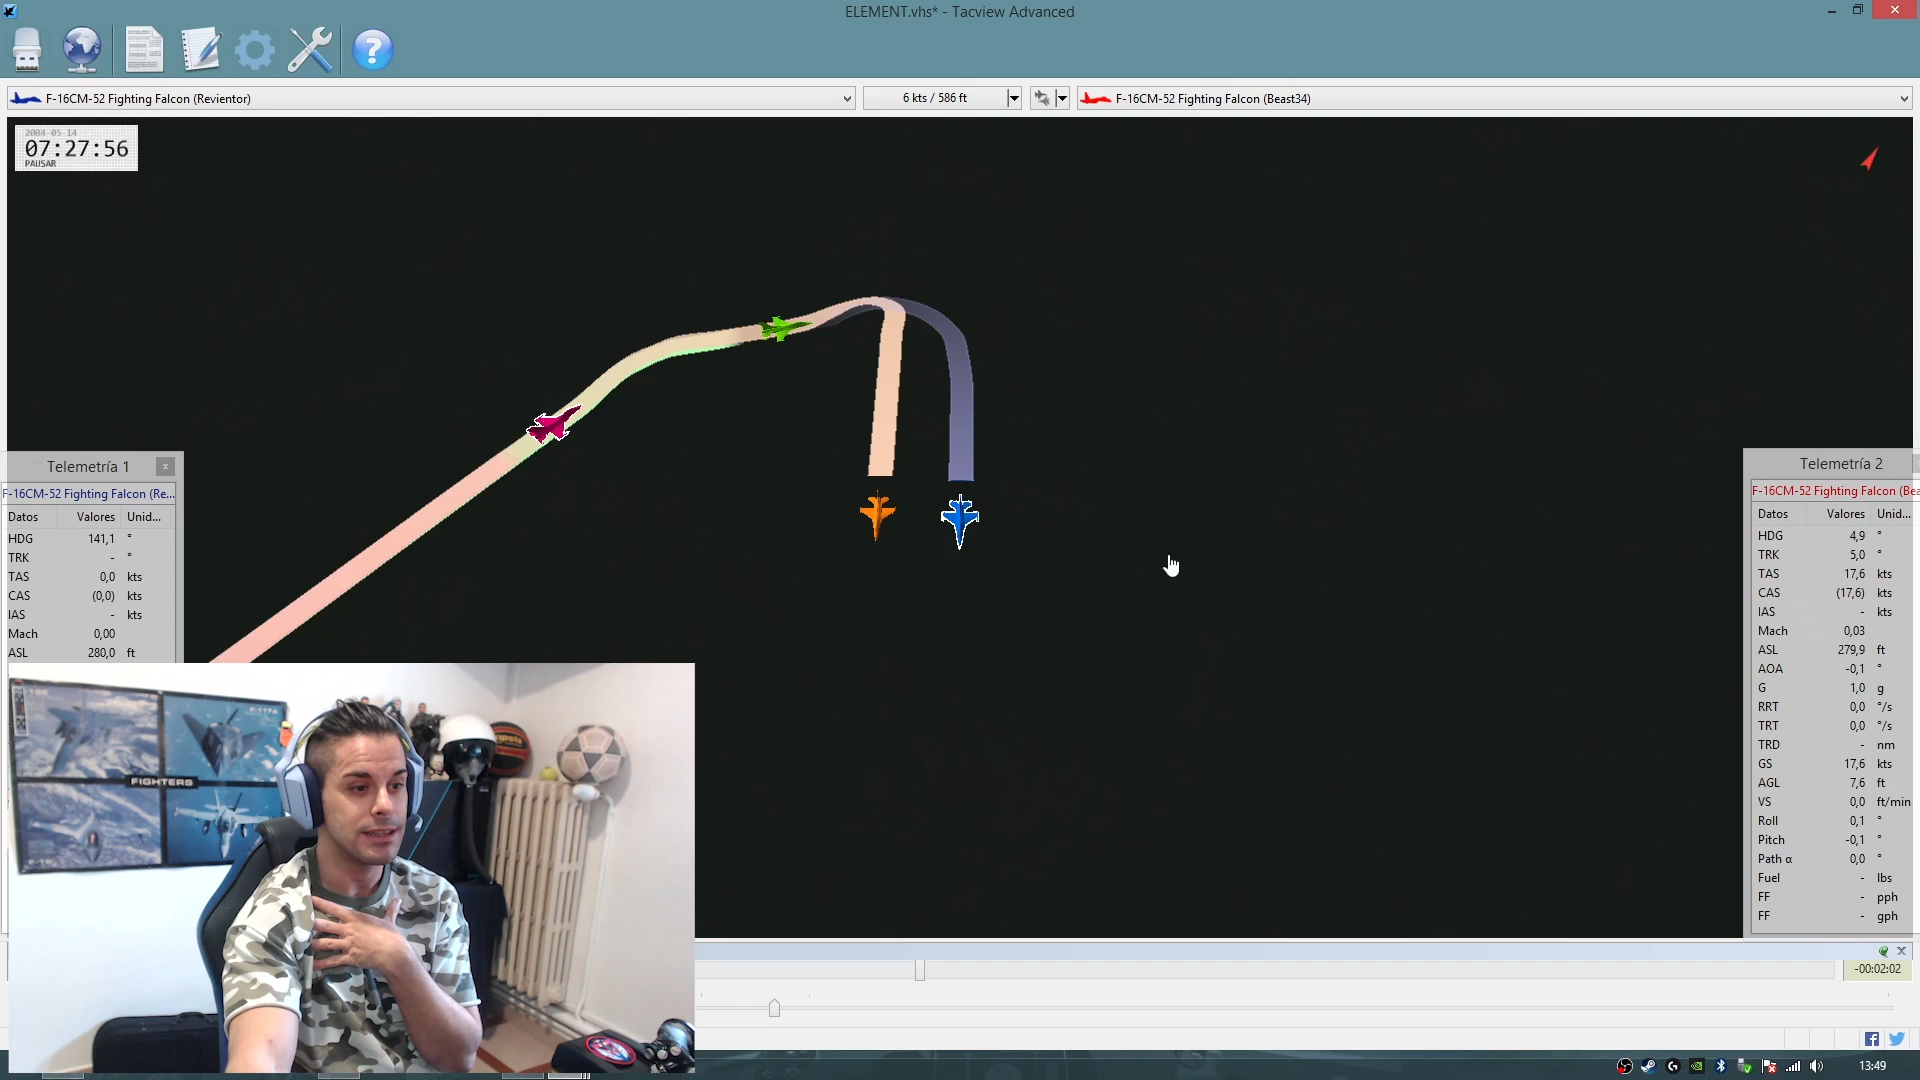 ELEMENT.vhs* - Tacview Advanced
F-16CM-52 Fighting Falcon (Revientor)
6 kts / 586 ft
F-16CM-52 Fighting Falcon (Beast34)
2004-05-14
07:27:56
PAUSAR
Telemetría 1
F-16CM-52 Fighting Falcon (Re...
Datos Valores Unid...
HDG 141,1 °
TRK - °
TAS 0,0 kts
CAS (0,0) kts
IAS - kts
Mach 0,00
ASL 280,0 ft
Telemetría 2
F-16CM-52 Fighting Falcon (Bea
Datos Valores Unid...
HDG 4,9 °
TRK 5,0 °
TAS 17,6 kts
CAS (17,6) kts
IAS - kts
Mach 0,03
ASL 279,9 ft
AOA -0,1 °
G 1,0 g
RRT 0,0 °/s
TRT 0,0 °/s
TRD - nm
GS 17,6 kts
AGL 7,6 ft
VS 0,0 ft/min
Roll 0,1 °
Pitch -0,1 °
Path α 0,0 °
Fuel - lbs
FF - pph
FF - gph
FIGHTERS
-00:02:02
13:49